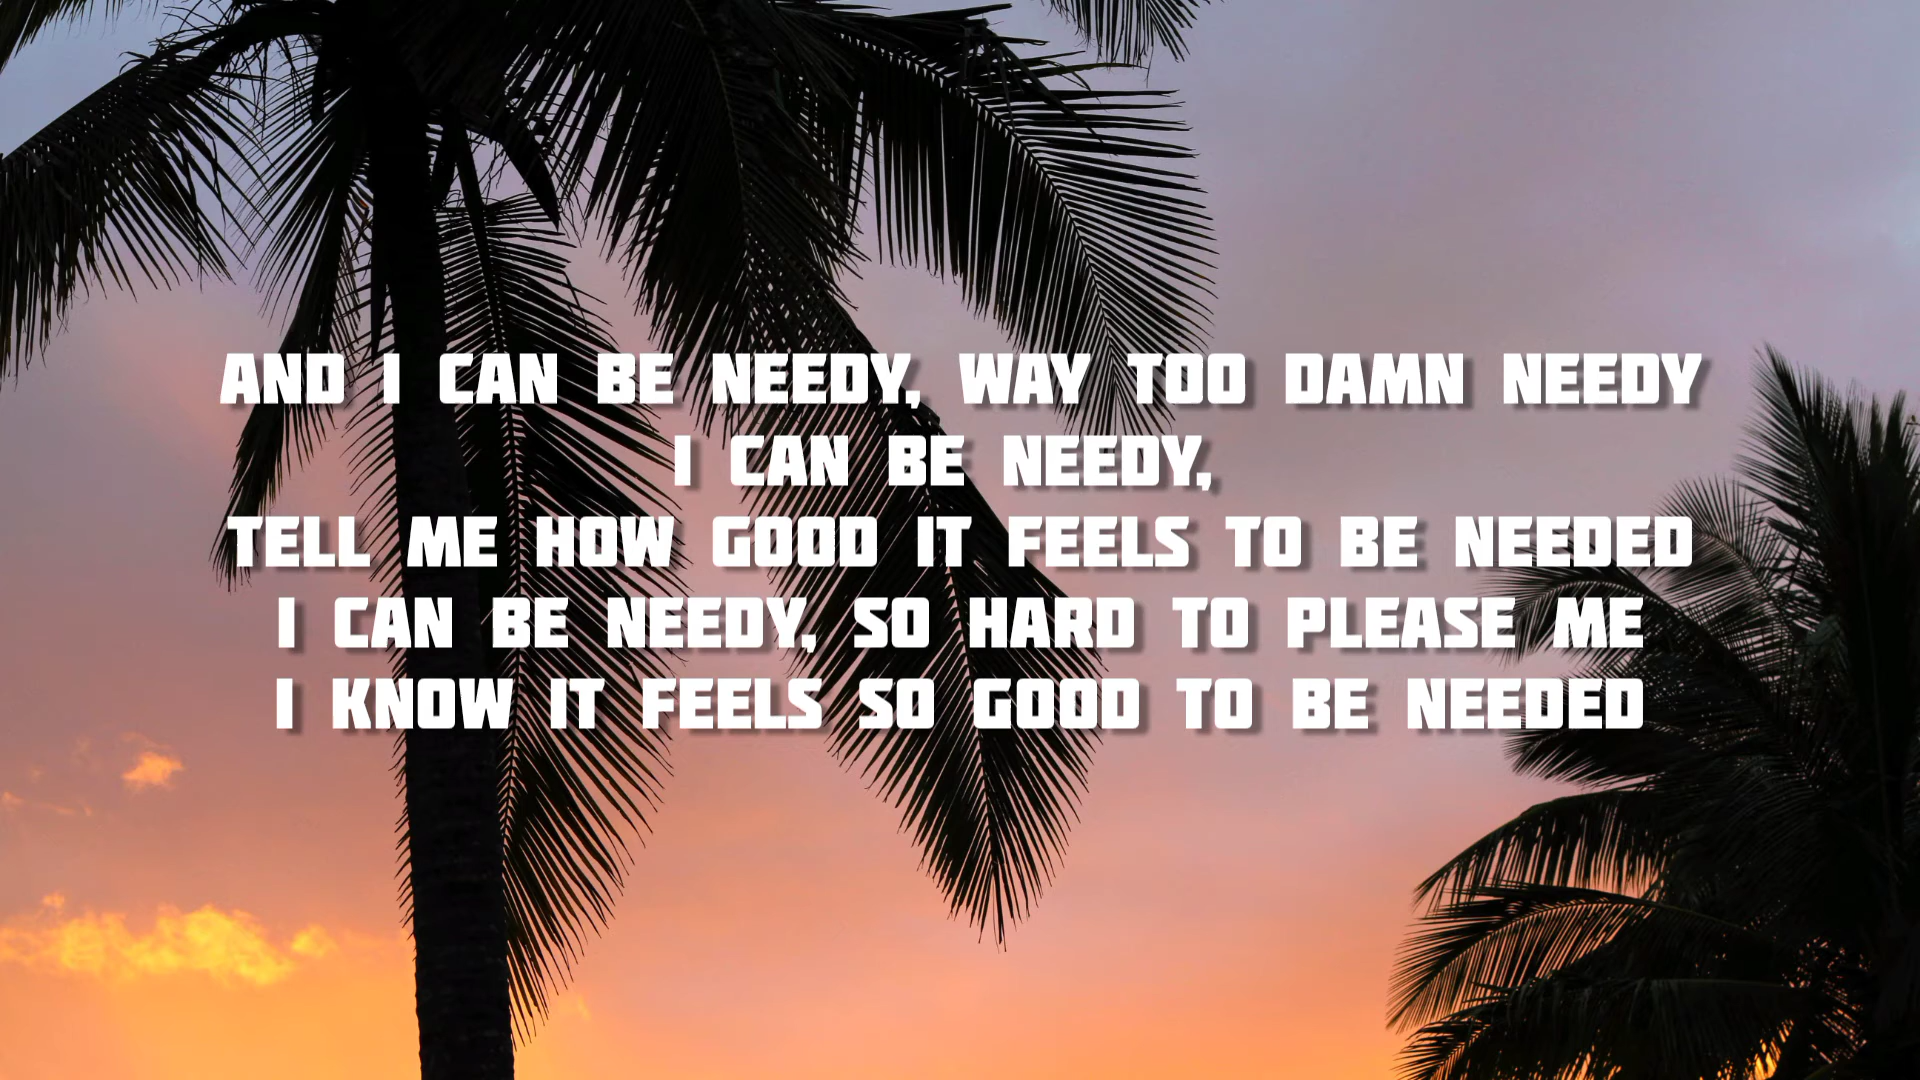 AND I CAN BE NEEDY, WAY TOO DAMN NEEDY
I CAN BE NEEDY,
TELL ME HOW GOOD IT FEELS TO BE NEEDED
I CAN BE NEEDY, SO HARD TO PLEASE ME
I KNOW IT FEELS SO GOOD TO BE NEEDED